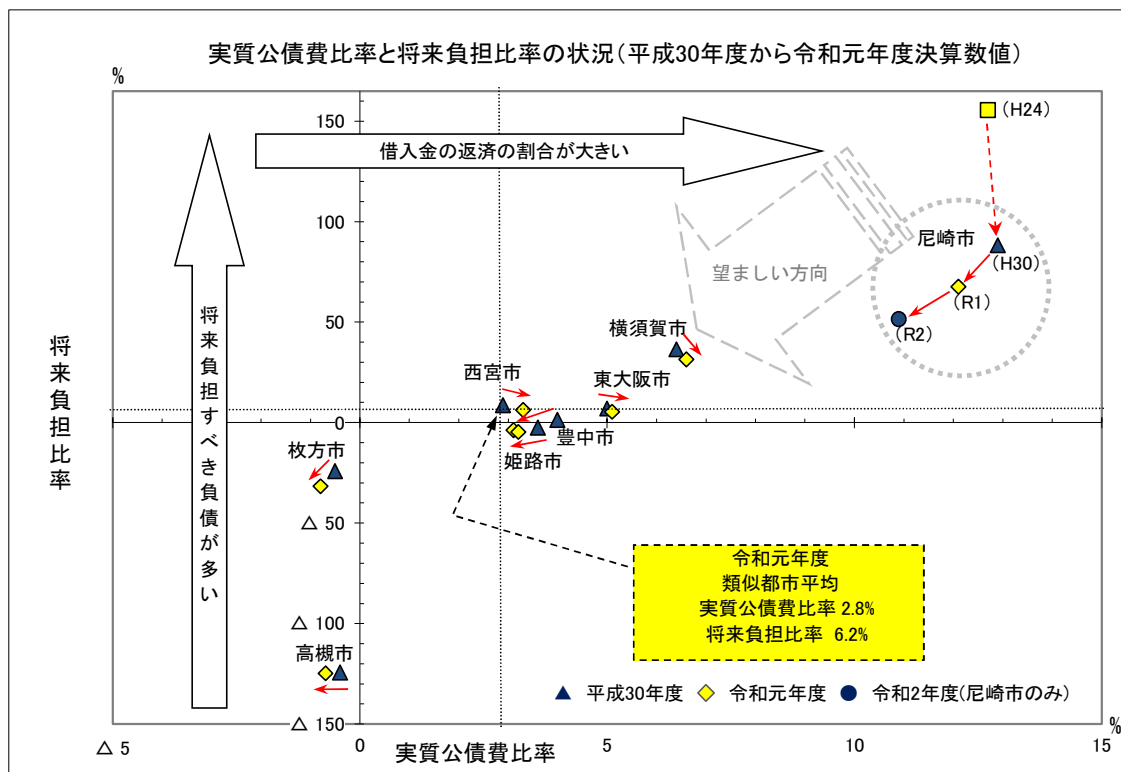 実質公債費比率と将来負担比率の状況(平成30年度から令和元年度決算数値)
%
150
(H24)
借入金の返済の割合が大きい
100
尼崎市
(H30)
望ましい方向
(R1)
(R2)
50
横須賀市
西宮市
東大阪市
将来負担比率
将来負担すべき負債が多い
0
豊中市
姫路市
枚方市
△ 50
令和元年度
類似都市平均
実質公債費比率 2.8%
将来負担比率 6.2%
△ 100
高槻市
平成30年度
令和元年度
令和2年度(尼崎市のみ)
△ 150
%
△ 5
0
実質公債費比率
5
10
15